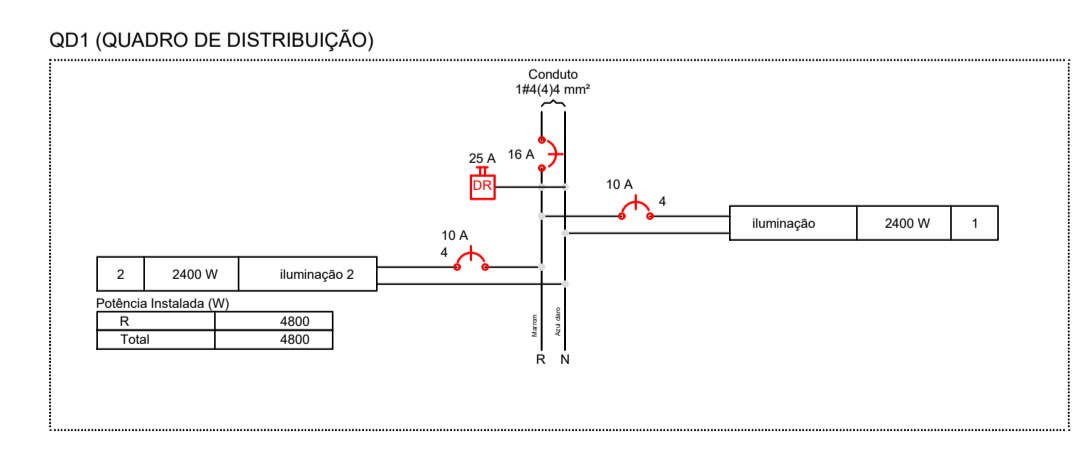 QD1 (QUADRO DE DISTRIBUIÇÃO)
Conduto
1#4(4)4 mm²
25 A
16 A
DR
10 A
4
iluminação 2400 W 1
10 A
4
2 2400 W iluminação 2
Potência Instalada (W)
R 4800
Total 4800
Marrom
Azul claro
R N